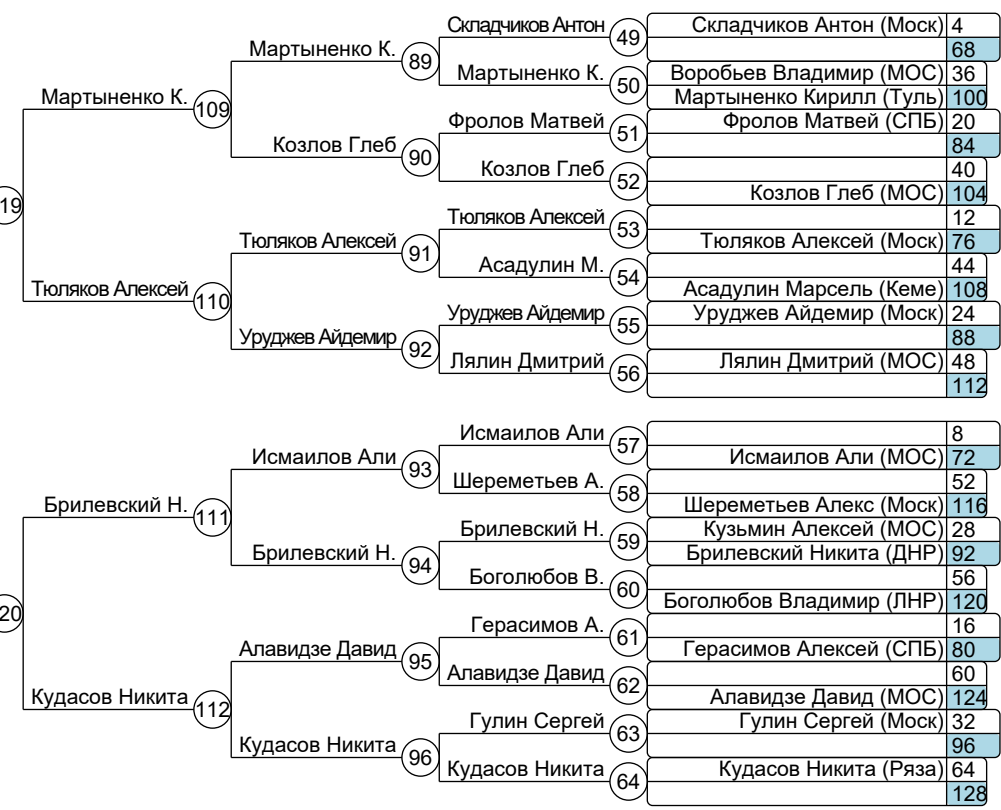 Складчиков Антон 49 Складчиков Антон (Моск) 4
68
Мартыненко К. 89
Мартыненко К. 50 Воробьев Владимир (МОС) 36
Мартыненко Кирилл (Туль) 100
Мартыненко К. 109
Фролов Матвей 51 Фролов Матвей (СПБ) 20
84
Козлов Глеб 90
Козлов Глеб 52 40
Козлов Глеб (МОС) 104
19
Тюляков Алексей 53 12
Тюляков Алексей (Моск) 76
Тюляков Алексей 91
Асадулин М. 54 44
Асадулин Марсель (Кеме) 108
Тюляков Алексей 110
Уруджев Айдемир 55 Уруджев Айдемир (Моск) 24
88
Уруджев Айдемир 92
Лялин Дмитрий 56 Лялин Дмитрий (МОС) 48
112
Исмаилов Али 57 8
Исмаилов Али (МОС) 72
Исмаилов Али 93
Шереметьев А. 58 52
Шереметьев Алекс (Моск) 116
Брилевский Н. 111
Брилевский Н. 59 Кузьмин Алексей (МОС) 28
Брилевский Никита (ДНР) 92
Брилевский Н. 94
Боголюбов В. 60 56
Боголюбов Владимир (ЛНР) 120
20
Герасимов А. 61 16
Герасимов Алексей (СПБ) 80
Алавидзе Давид 95
Алавидзе Давид 62 60
Алавидзе Давид (МОС) 124
Кудасов Никита 112
Гулин Сергей 63 Гулин Сергей (Моск) 32
96
Кудасов Никита 96
Кудасов Никита 64 Кудасов Никита (Ряза) 64
128